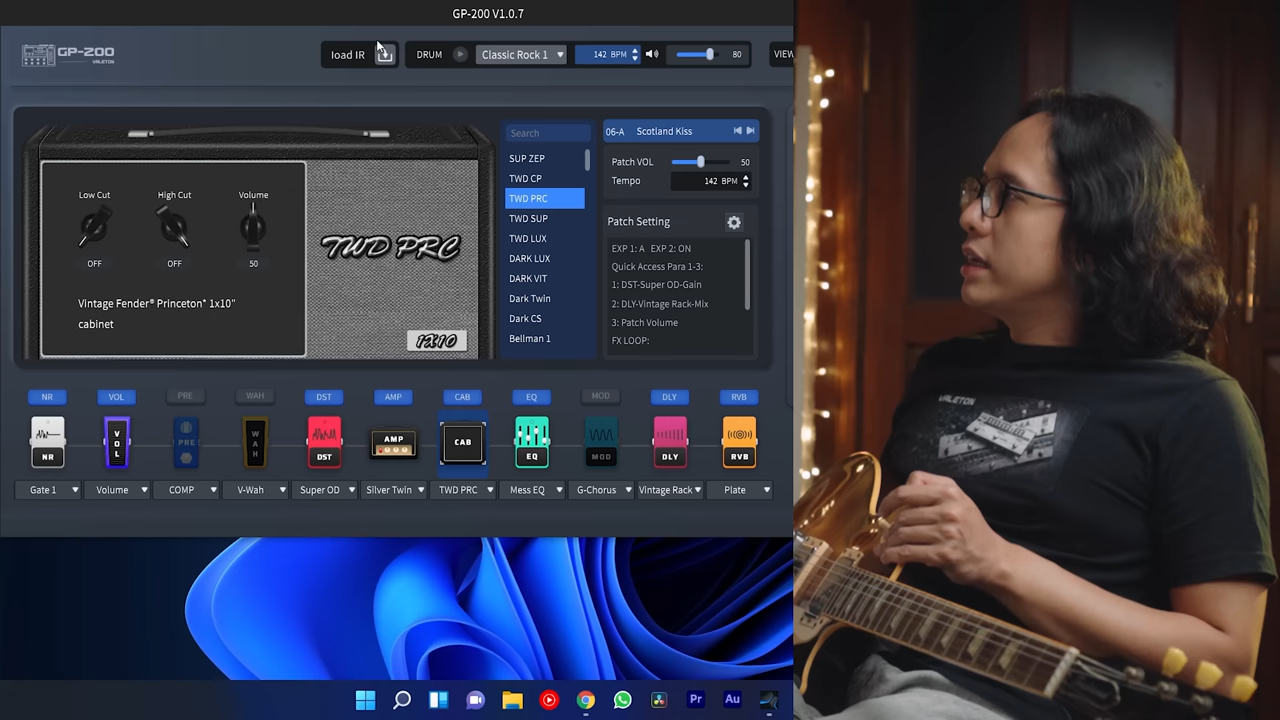 GP-200 V1.0.7
GP-200
VALETON
load IR
DRUM
Classic Rock 1
142 BPM
80
VIEW
Low Cut
High Cut
Volume
OFF
OFF
50
Vintage Fender® Princeton* 1x10"
cabinet
TWD PRC
1X10
Search
SUP ZEP
TWD CP
TWD PRC
TWD SUP
TWD LUX
DARK LUX
DARK VIT
Dark Twin
Dark CS
Bellman 1
06-A Scotland Kiss
Patch VOL 50
Tempo 142 BPM
Patch Setting
EXP 1: A EXP 2: ON
Quick Access Para 1-3:
1: DST-Super OD-Gain
2: DLY-Vintage Rack-Mix
3: Patch Volume
FX LOOP:
NR VOL PRE WAH DST AMP CAB EQ MOD DLY RVB
NR VOL PRE WAH DST AMP CAB EQ MOD DLY RVB
Gate 1 Volume COMP V-Wah Super OD Silver Twin TWD PRC Mess EQ G-Chorus Vintage Rack Plate
Pr Au
VALETON